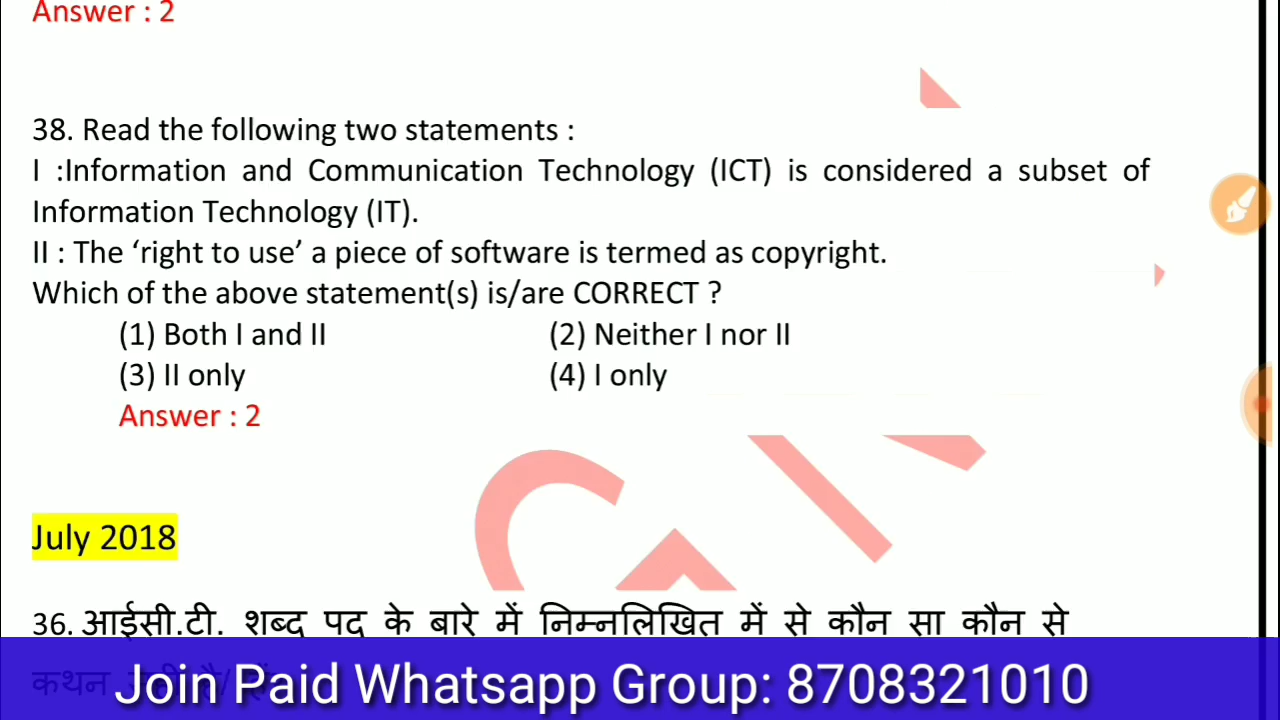 Answer : 2
38. Read the following two statements :
I :Information and Communication Technology (ICT) is considered a subset of
Information Technology (IT).
II : The ‘right to use’ a piece of software is termed as copyright.
Which of the above statement(s) is/are CORRECT ?
(1) Both I and II (2) Neither I nor II
(3) II only (4) I only
Answer : 2
July 2018
36. आईसी.टी. शब्द पद के बारे में निम्नलिखित में से कौन सा कौन से
कथन
Join Paid Whatsapp Group: 8708321010